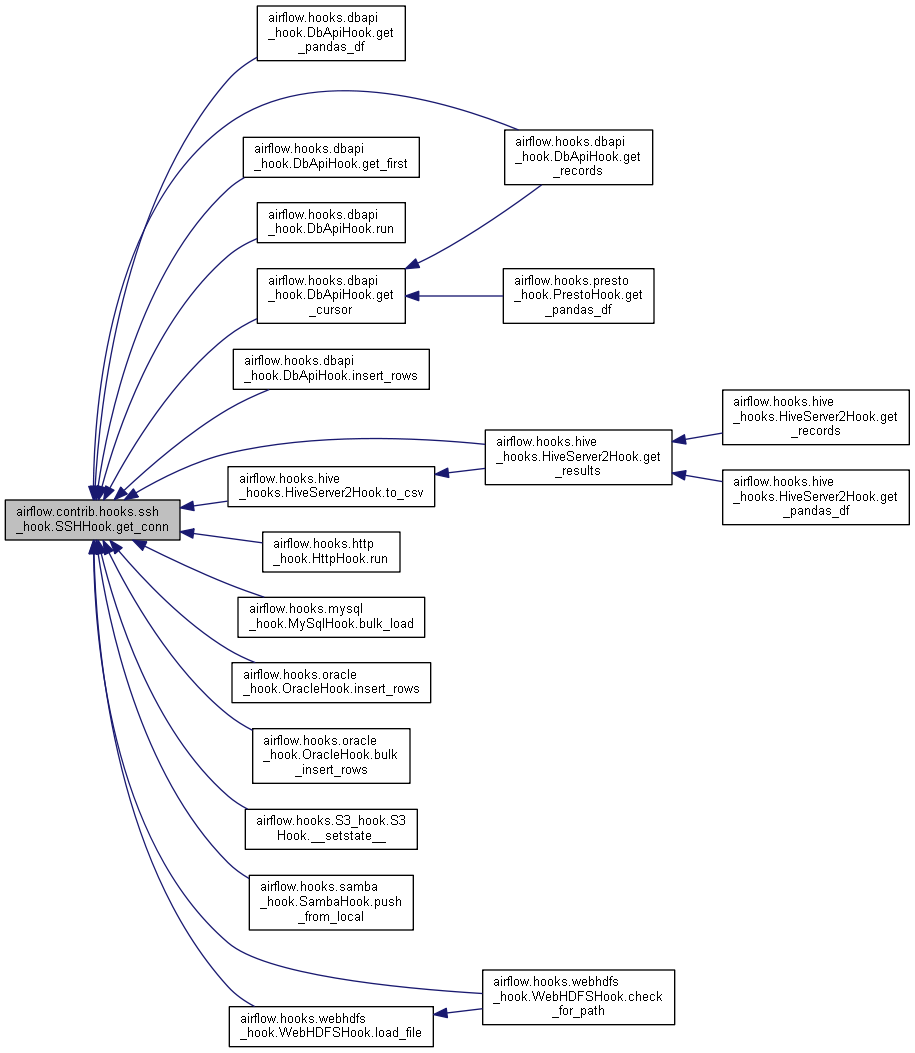 airflow.hooks.dbapi
_hook.DbApiHook.get
_pandas_df
airflow.hooks.dbapi
_hook.DbApiHook.get
_records
airflow.hooks.dbapi
_hook.DbApiHook.get_first
airflow.hooks.dbapi
_hook.DbApiHook.run
airflow.hooks.dbapi
_hook.DbApiHook.get
_cursor
airflow.hooks.presto
_hook.PrestoHook.get
_pandas_df
airflow.hooks.dbapi
_hook.DbApiHook.insert_rows
airflow.hooks.hive
_hooks.HiveServer2Hook.get
_records
airflow.hooks.hive
_hooks.HiveServer2Hook.get
_results
airflow.hooks.hive
_hooks.HiveServer2Hook.to_csv
airflow.hooks.hive
_hooks.HiveServer2Hook.get
_pandas_df
airflow.contrib.hooks.ssh
_hook.SSHHook.get_conn
airflow.hooks.http
_hook.HttpHook.run
airflow.hooks.mysql
_hook.MySqlHook.bulk_load
airflow.hooks.oracle
_hook.OracleHook.insert_rows
airflow.hooks.oracle
_hook.OracleHook.bulk
_insert_rows
airflow.hooks.S3_hook.S3
Hook.__setstate__
airflow.hooks.samba
_hook.SambaHook.push
_from_local
airflow.hooks.webhdfs
_hook.WebHDFSHook.check
_for_path
airflow.hooks.webhdfs
_hook.WebHDFSHook.load_file